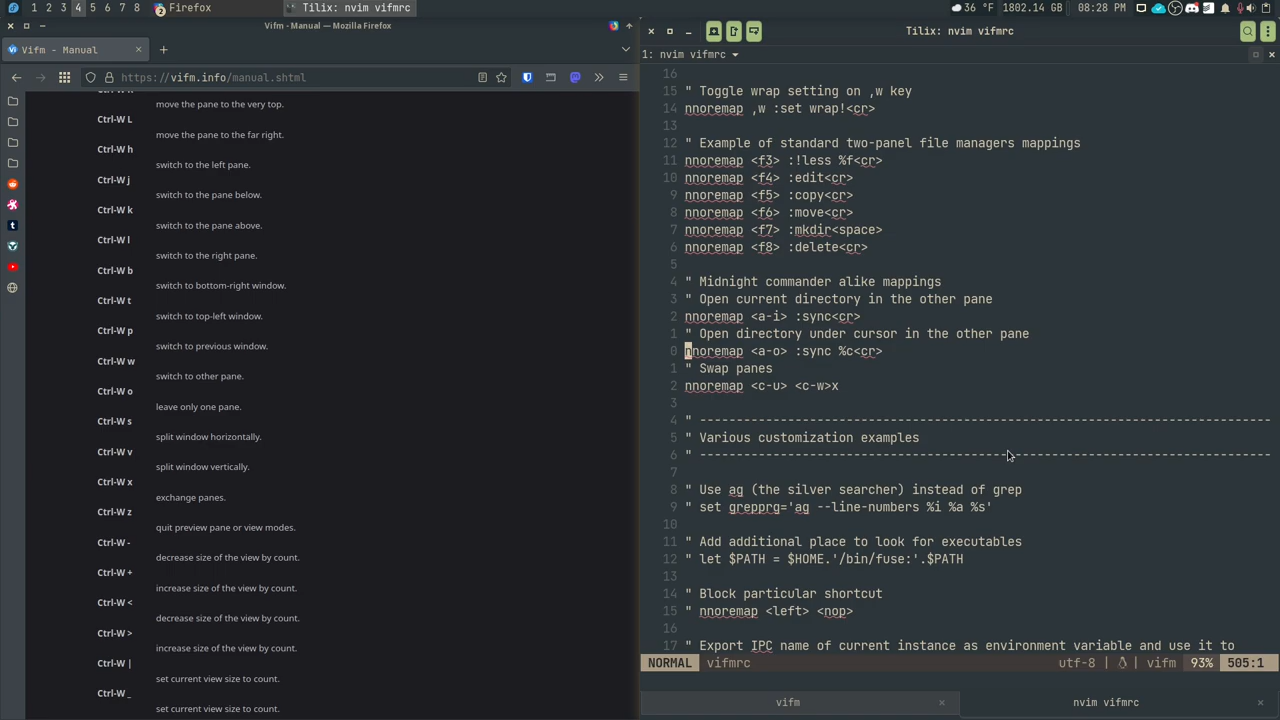 1 2 3 4 5 6 7 8
Firefox
2
Tilix: nvim vifmrc
36 °F
1802.14 GB
08:28 PM
Vifm - Manual — Mozilla Firefox
Vifm - Manual
https://vifm.info/manual.shtml
move the pane to the very top.
Ctrl-W L
move the pane to the far right.
Ctrl-W h
switch to the left pane.
Ctrl-W j
switch to the pane below.
Ctrl-W k
switch to the pane above.
Ctrl-W l
switch to the right pane.
Ctrl-W b
switch to bottom-right window.
Ctrl-W t
switch to top-left window.
Ctrl-W p
switch to previous window.
Ctrl-W w
switch to other pane.
Ctrl-W o
leave only one pane.
Ctrl-W s
split window horizontally.
Ctrl-W v
split window vertically.
Ctrl-W x
exchange panes.
Ctrl-W z
quit preview pane or view modes.
Ctrl-W -
decrease size of the view by count.
Ctrl-W +
increase size of the view by count.
Ctrl-W <
decrease size of the view by count.
Ctrl-W >
increase size of the view by count.
Ctrl-W |
set current view size to count.
Ctrl-W _
set current view size to count.
Tilix: nvim vifmrc
1: nvim vifmrc
16
15 " Toggle wrap setting on ,w key
14 nnoremap ,w :set wrap!<cr>
13
12 " Example of standard two-panel file managers mappings
11 nnoremap <f3> :!less %f<cr>
10 nnoremap <f4> :edit<cr>
9 nnoremap <f5> :copy<cr>
8 nnoremap <f6> :move<cr>
7 nnoremap <f7> :mkdir<space>
6 nnoremap <f8> :delete<cr>
5
4 " Midnight commander alike mappings
3 " Open current directory in the other pane
2 nnoremap <a-i> :sync<cr>
1 " Open directory under cursor in the other pane
0 nnoremap <a-o> :sync %c<cr>
1 " Swap panes
2 nnoremap <c-u> <c-w>x
3
4 " ------------------------------------------------------------------------------
5 " Various customization examples
6 " ------------------------------------------------------------------------------
7
8 " Use ag (the silver searcher) instead of grep
9 " set grepprg='ag --line-numbers %i %a %s'
10
11 " Add additional place to look for executables
12 " let $PATH = $HOME.'/bin/fuse:'.$PATH
13
14 " Block particular shortcut
15 " nnoremap <left> <nop>
16
17 " Export IPC name of current instance as environment variable and use it to
NORMAL vifmrc utf-8 | | vifm 93% 505:1
vifm
nvim vifmrc